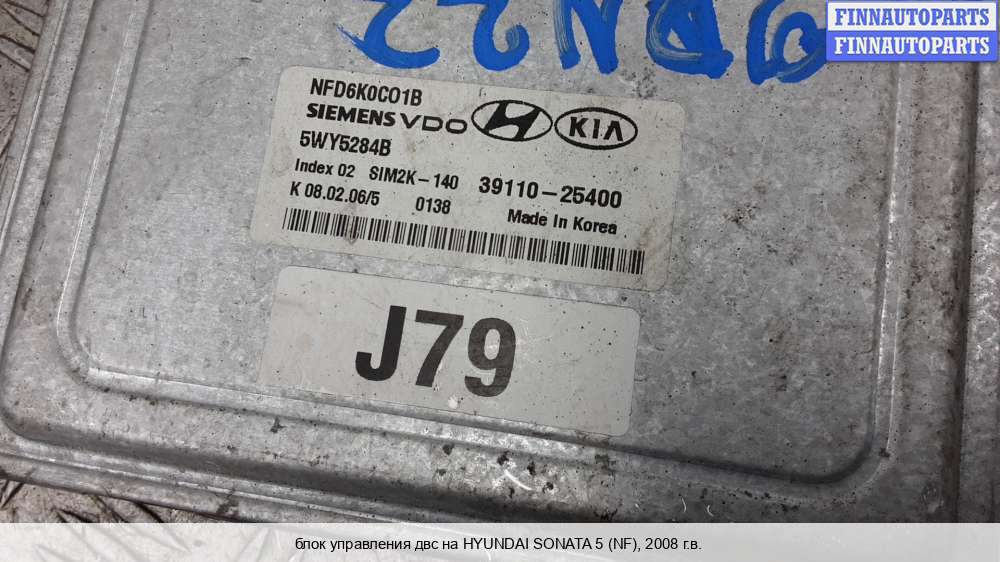 FINNAUTOPARTS
FINNAUTOPARTS
NFD6K0CO1B
SIEMENS VDO KIA
5WY5284B
Index 02 SIM2K-140 39110-25400
K 08.02.06/5 0138 Made In Korea
J79
блок управления двс на HYUNDAI SONATA 5 (NF), 2008 г.в.